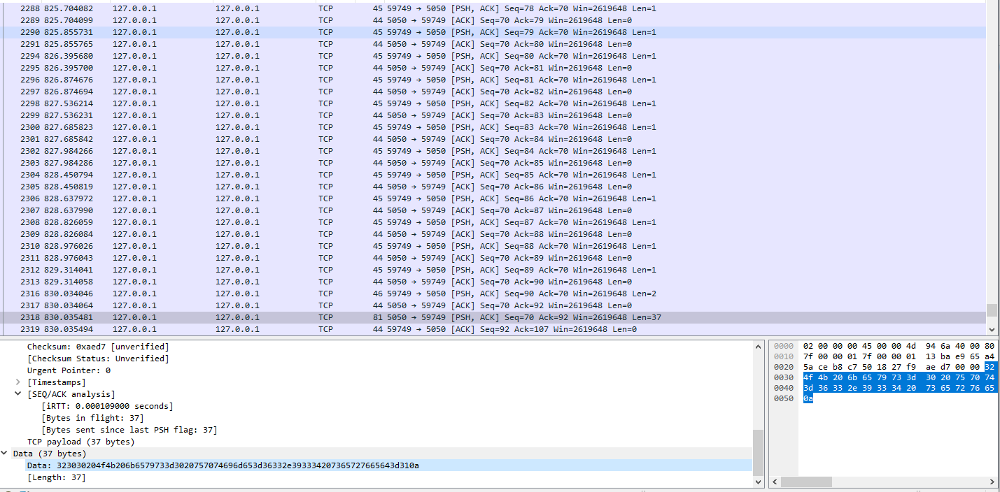 2288 825.704082 127.0.0.1 127.0.0.1 TCP 45 59749 → 5050 [PSH, ACK] Seq=78 Ack=70 Win=2619648 Len=1
2289 825.704099 127.0.0.1 127.0.0.1 TCP 44 5050 → 59749 [ACK] Seq=70 Ack=79 Win=2619648 Len=0
2290 825.855731 127.0.0.1 127.0.0.1 TCP 45 59749 → 5050 [PSH, ACK] Seq=79 Ack=70 Win=2619648 Len=1
2291 825.855765 127.0.0.1 127.0.0.1 TCP 44 5050 → 59749 [ACK] Seq=70 Ack=80 Win=2619648 Len=0
2294 826.395680 127.0.0.1 127.0.0.1 TCP 45 59749 → 5050 [PSH, ACK] Seq=80 Ack=70 Win=2619648 Len=1
2295 826.395700 127.0.0.1 127.0.0.1 TCP 44 5050 → 59749 [ACK] Seq=70 Ack=81 Win=2619648 Len=0
2296 826.874676 127.0.0.1 127.0.0.1 TCP 45 59749 → 5050 [PSH, ACK] Seq=81 Ack=70 Win=2619648 Len=1
2297 826.874694 127.0.0.1 127.0.0.1 TCP 44 5050 → 59749 [ACK] Seq=70 Ack=82 Win=2619648 Len=0
2298 827.536214 127.0.0.1 127.0.0.1 TCP 45 59749 → 5050 [PSH, ACK] Seq=82 Ack=70 Win=2619648 Len=1
2299 827.536231 127.0.0.1 127.0.0.1 TCP 44 5050 → 59749 [ACK] Seq=70 Ack=83 Win=2619648 Len=0
2300 827.685823 127.0.0.1 127.0.0.1 TCP 45 59749 → 5050 [PSH, ACK] Seq=83 Ack=70 Win=2619648 Len=1
2301 827.685842 127.0.0.1 127.0.0.1 TCP 44 5050 → 59749 [ACK] Seq=70 Ack=84 Win=2619648 Len=0
2302 827.984266 127.0.0.1 127.0.0.1 TCP 45 59749 → 5050 [PSH, ACK] Seq=84 Ack=70 Win=2619648 Len=1
2303 827.984286 127.0.0.1 127.0.0.1 TCP 44 5050 → 59749 [ACK] Seq=70 Ack=85 Win=2619648 Len=0
2304 828.450794 127.0.0.1 127.0.0.1 TCP 45 59749 → 5050 [PSH, ACK] Seq=85 Ack=70 Win=2619648 Len=1
2305 828.450819 127.0.0.1 127.0.0.1 TCP 44 5050 → 59749 [ACK] Seq=70 Ack=86 Win=2619648 Len=0
2306 828.637972 127.0.0.1 127.0.0.1 TCP 45 59749 → 5050 [PSH, ACK] Seq=86 Ack=70 Win=2619648 Len=1
2307 828.637990 127.0.0.1 127.0.0.1 TCP 44 5050 → 59749 [ACK] Seq=70 Ack=87 Win=2619648 Len=0
2308 828.826059 127.0.0.1 127.0.0.1 TCP 45 59749 → 5050 [PSH, ACK] Seq=87 Ack=70 Win=2619648 Len=1
2309 828.826084 127.0.0.1 127.0.0.1 TCP 44 5050 → 59749 [ACK] Seq=70 Ack=88 Win=2619648 Len=0
2310 828.976026 127.0.0.1 127.0.0.1 TCP 45 59749 → 5050 [PSH, ACK] Seq=88 Ack=70 Win=2619648 Len=1
2311 828.976043 127.0.0.1 127.0.0.1 TCP 44 5050 → 59749 [ACK] Seq=70 Ack=89 Win=2619648 Len=0
2312 829.314041 127.0.0.1 127.0.0.1 TCP 45 59749 → 5050 [PSH, ACK] Seq=89 Ack=70 Win=2619648 Len=1
2313 829.314058 127.0.0.1 127.0.0.1 TCP 44 5050 → 59749 [ACK] Seq=70 Ack=90 Win=2619648 Len=0
2316 830.034046 127.0.0.1 127.0.0.1 TCP 46 59749 → 5050 [PSH, ACK] Seq=90 Ack=70 Win=2619648 Len=2
2317 830.034064 127.0.0.1 127.0.0.1 TCP 44 5050 → 59749 [ACK] Seq=70 Ack=92 Win=2619648 Len=0
2318 830.035481 127.0.0.1 127.0.0.1 TCP 81 5050 → 59749 [PSH, ACK] Seq=70 Ack=92 Win=2619648 Len=37
2319 830.035494 127.0.0.1 127.0.0.1 TCP 44 59749 → 5050 [ACK] Seq=92 Ack=107 Win=2619648 Len=0
Checksum: 0xaed7 [unverified]
[Checksum Status: Unverified]
Urgent Pointer: 0
[Timestamps]
[SEQ/ACK analysis]
[iRTT: 0.000109000 seconds]
[Bytes in flight: 37]
[Bytes sent since last PSH flag: 37]
TCP payload (37 bytes)
Data (37 bytes)
Data: 323030204f4b206b6579733d3020757074696d653d36332e393334207365727665643d310a
[Length: 37]
0000 02 00 00 00 45 00 00 4d 94 6a 40 00 80
0010 7f 00 00 01 7f 00 00 01 13 ba e9 65 a4
0020 5a ce b8 c7 50 18 27 f9 ae d7 00 00 32
0030 4f 4b 20 6b 65 79 73 3d 30 20 75 70 74
0040 3d 36 33 2e 39 33 34 20 73 65 72 76 65
0050 0a